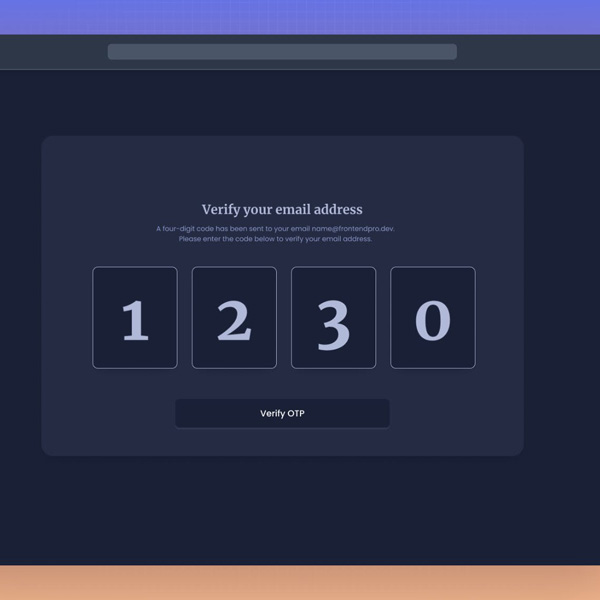 Verify your email address
A four-digit code has been sent to your email name@frontendpro.dev.
Please enter the code below to verify your email address.
1 2 3 0
Verify OTP